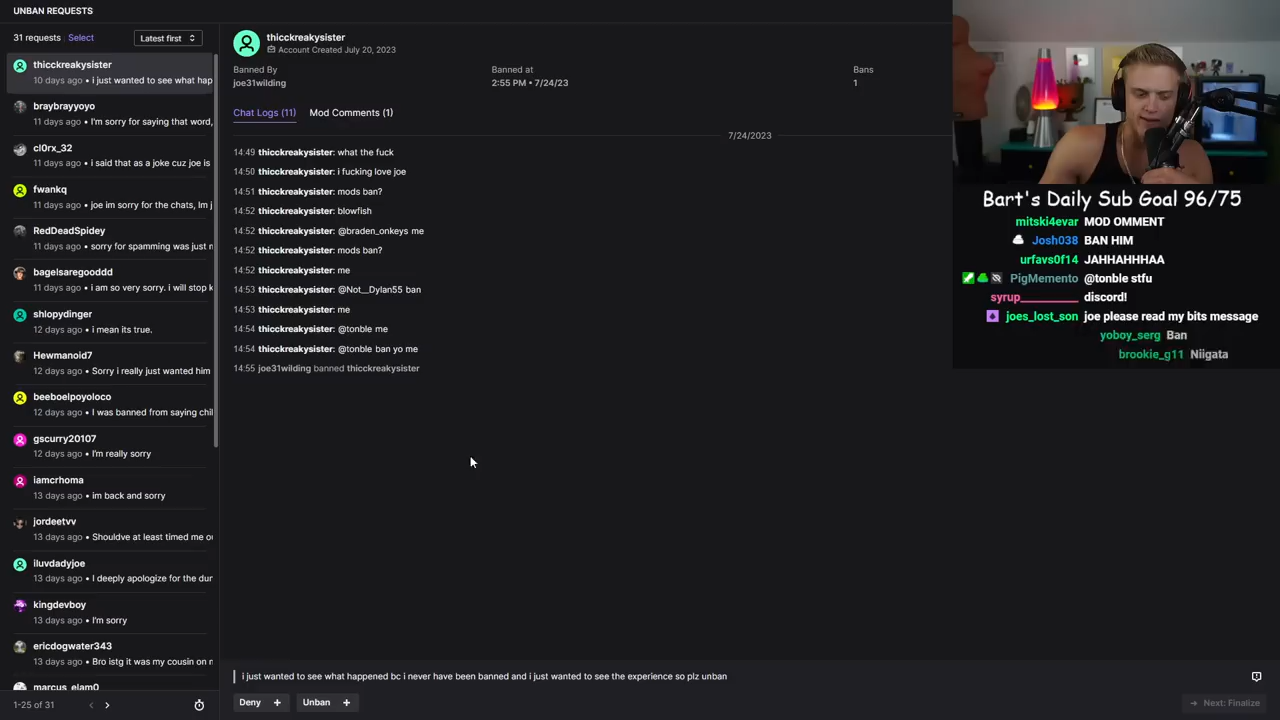 UNBAN REQUESTS
31 requests Select
Latest first
thicckreakysister
10 days ago • i just wanted to see what hap
braybrayyoyo
11 days ago • I'm sorry for saying that word,
cl0rx_32
11 days ago • i said that as a joke cuz joe is
fwankq
11 days ago • joe im sorry for the chats, Im j
RedDeadSpidey
11 days ago • sorry for spamming was just r
bagelsaregooddd
11 days ago • i am so very sorry. i will stop k
shlopydinger
12 days ago • i mean its true.
Hewmanoid7
12 days ago • Sorry i really just wanted him
beeboelpoyoloco
12 days ago • I was banned from saying chil
gscurry20107
12 days ago • I'm really sorry
iamcrhoma
13 days ago • im back and sorry
jordeetvv
13 days ago • Shouldve at least timed me ou
iluvdadyjoe
13 days ago • I deeply apologize for the dur
kingdevboy
13 days ago • I'm sorry
ericdogwater343
13 days ago • Bro istg it was my cousin on n
marcus_elam0
1-25 of 31
thicckreakysister
Account Created July 20, 2023
Banned By
joe31wilding
Banned at
2:55 PM • 7/24/23
Bans
1
Chat Logs (11) Mod Comments (1)
7/24/2023
14:49 thicckreakysister: what the fuck
14:50 thicckreakysister: i fucking love joe
14:51 thicckreakysister: mods ban?
14:52 thicckreakysister: blowfish
14:52 thicckreakysister: @braden_onkeys me
14:52 thicckreakysister: mods ban?
14:52 thicckreakysister: me
14:53 thicckreakysister: @Not__Dylan55 ban
14:53 thicckreakysister: me
14:54 thicckreakysister: @tonble me
14:54 thicckreakysister: @tonble ban yo me
14:55 joe31wilding banned thicckreakysister
i just wanted to see what happened bc i never have been banned and i just wanted to see the experience so plz unban
Deny + Unban +
Next: Finalize
Bart's Daily Sub Goal 96/75
mitski4evar MOD OMMENT
Josh038 BAN HIM
urfavs0f14 JAHHAHHHAA
PigMemento @tonble stfu
syrup_________ discord!
joes_lost_son joe please read my bits message
yoboy_serg Ban
brookie_g11 Niigata